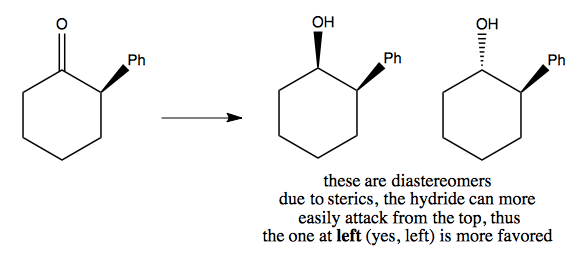 O
Ph
OH
Ph
OH
Ph
these are diastereomers
due to sterics, the hydride can more
easily attack from the top, thus
the one at left (yes, left) is more favored